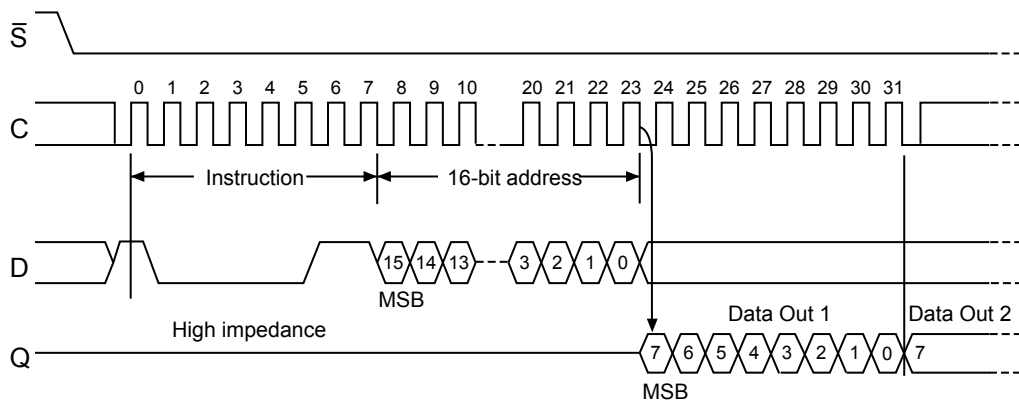 S̅
0 1 2 3 4 5 6 7 8 9 10 20 21 22 23 24 25 26 27 28 29 30 31
C
Instruction 16-bit address
D
15 14 13 3 2 1 0
MSB
Data Out 1 Data Out 2
High impedance
Q
7 6 5 4 3 2 1 0 7
MSB